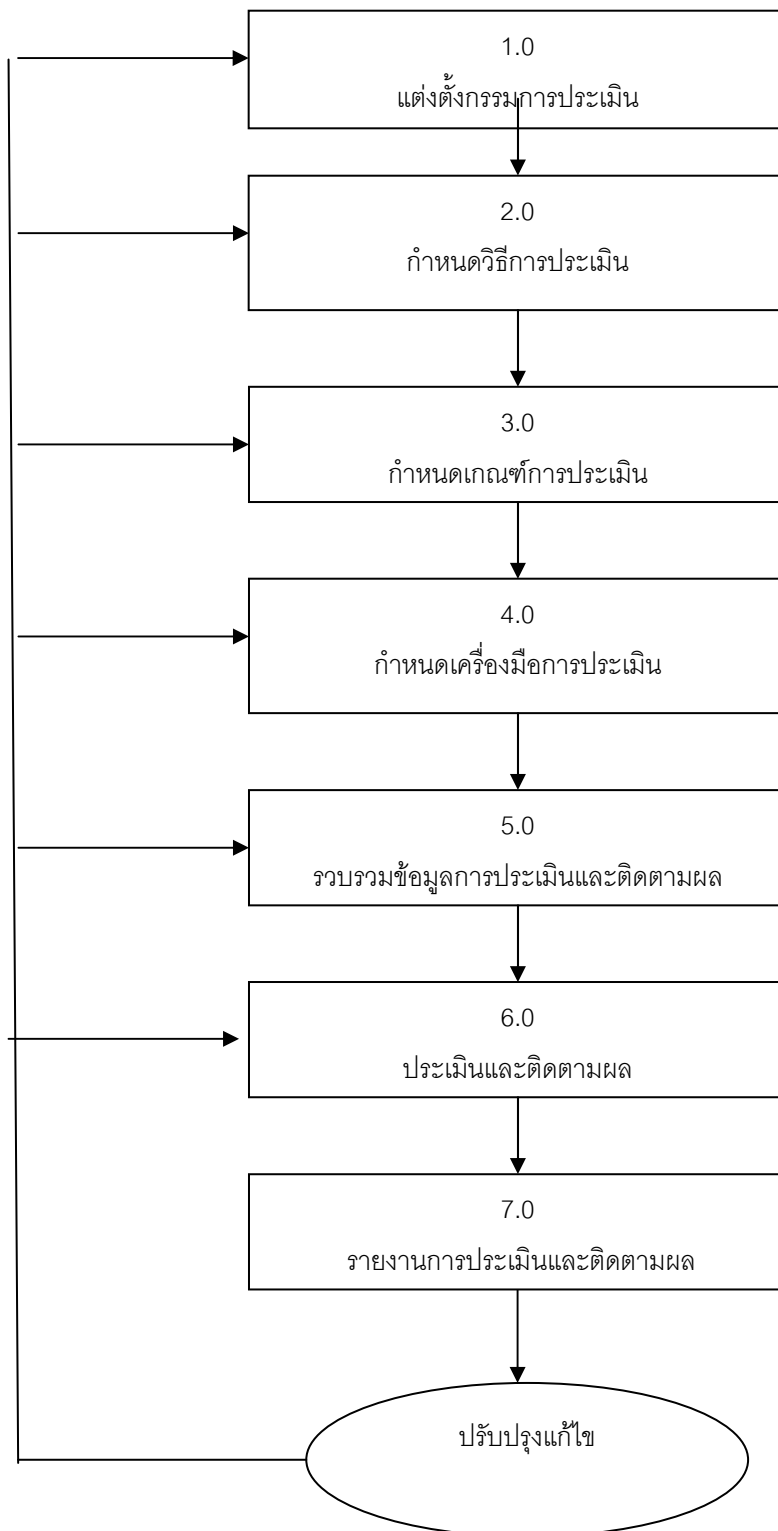 1.0
แต่งตั้งกรรมการประเมิน
2.0
กำหนดวิธีการประเมิน
3.0
กำหนดเกณฑ์การประเมิน
4.0
กำหนดเครื่องมือการประเมิน
5.0
รวบรวมข้อมูลการประเมินและติดตามผล
6.0
ประเมินและติดตามผล
7.0
รายงานการประเมินและติดตามผล
ปรับปรุงแก้ไข